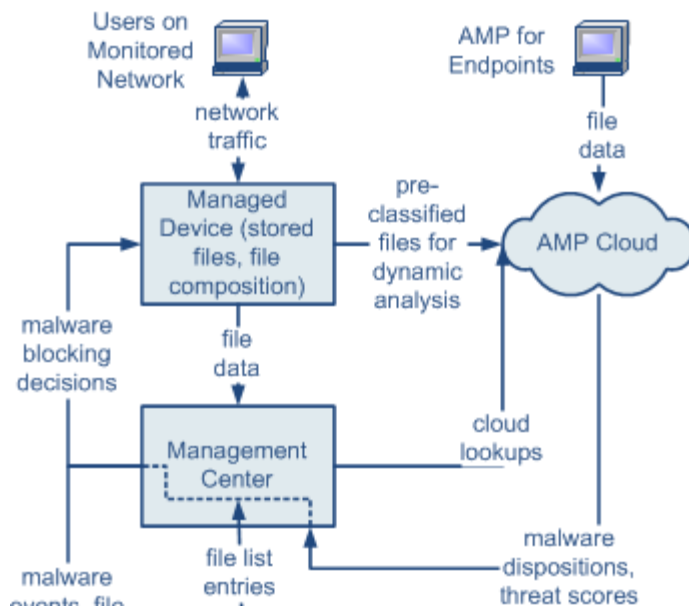 Users on
Monitored
Network
AMP for
Endpoints
network
traffic
file
data
Managed
Device (stored
files, file
composition)
pre-
classified
files for
dynamic
analysis
AMP Cloud
malware
blocking
decisions
file
data
Management
Center
cloud
lookups
file list
entries
malware
dispositions,
threat scores
malware
events, file